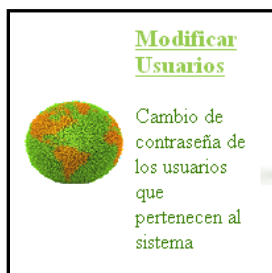 Modificar
Usuarios
Cambio de
contraseña de
los usuarios
que
pertenecen al
sistema